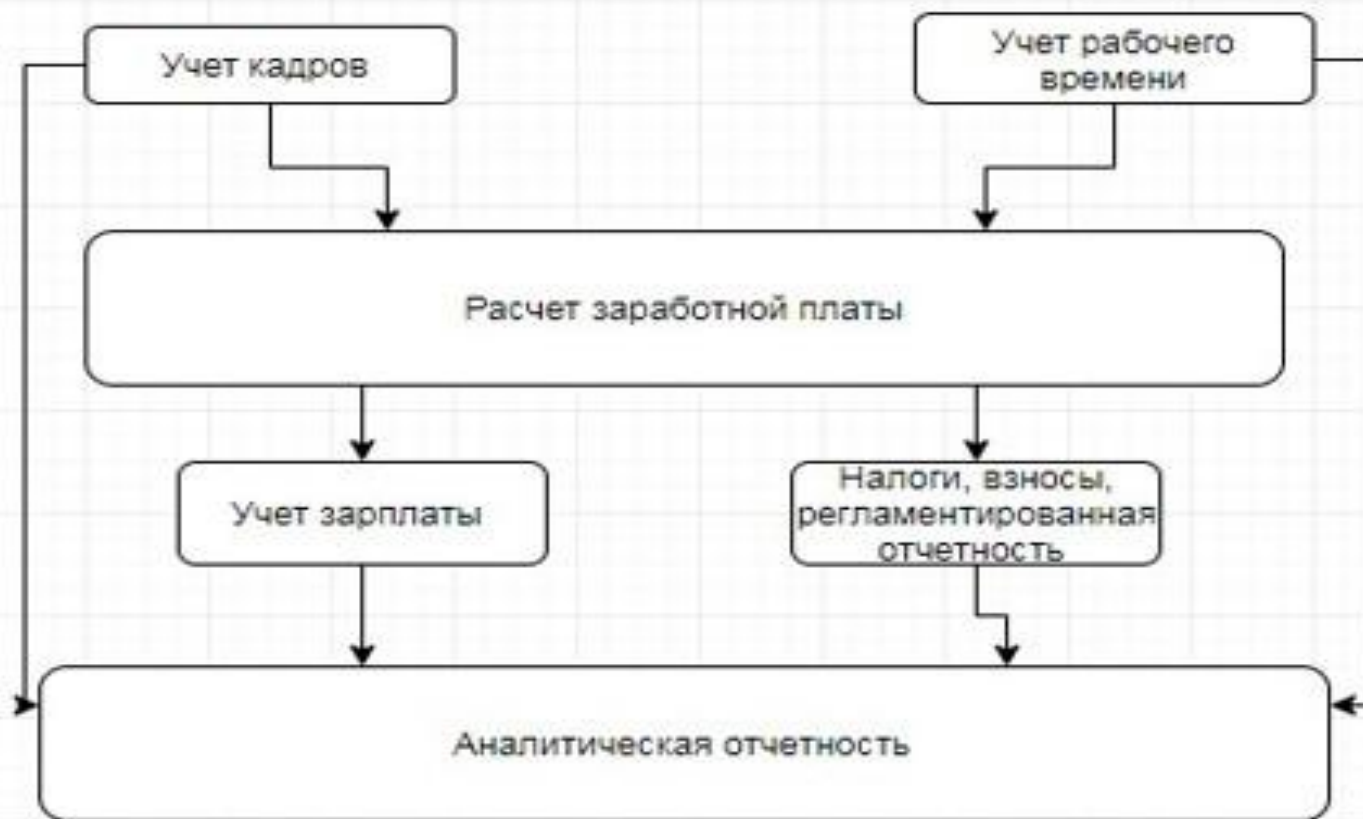 Учет кадров
Учет рабочего
времени
Расчет заработной платы
Учет зарплаты
Налоги, взносы,
регламентированная
отчетность
Аналитическая отчетность